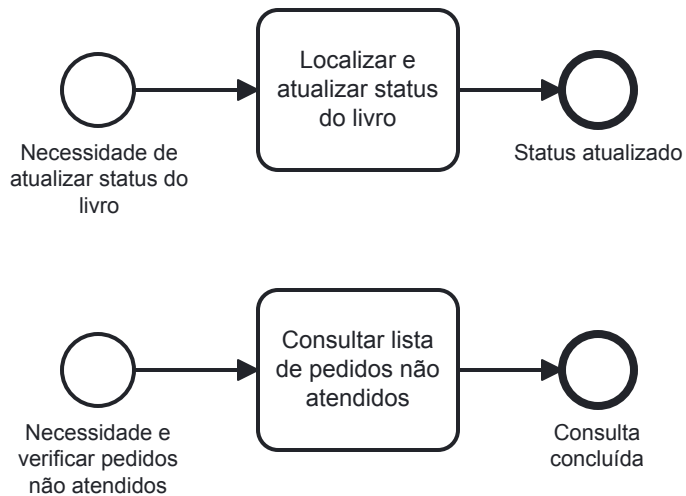 Localizar e
atualizar status
do livro
Necessidade de
atualizar status do
livro
Status atualizado
Consultar lista
de pedidos não
atendidos
Necessidade e
verificar pedidos
não atendidos
Consulta
concluída